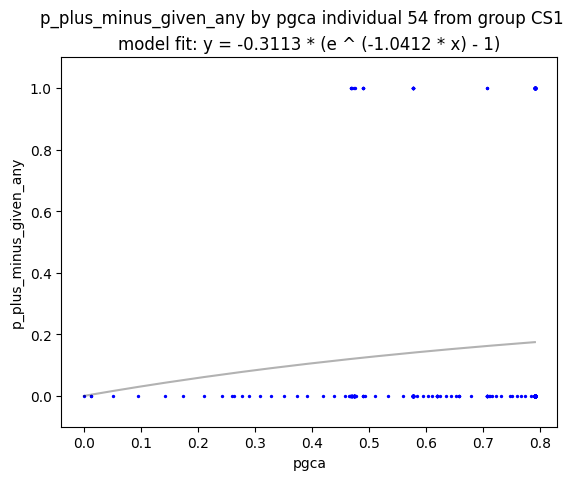 p_plus_minus_given_any by pgca individual 54 from group CS1
model fit: y = -0.3113 * (e ^ (-1.0412 * x) - 1)
1.0
0.8
0.6
0.4
0.2
0.0
p_plus_minus_given_any
0.0 0.1 0.2 0.3 0.4 0.5 0.6 0.7 0.8
pgca